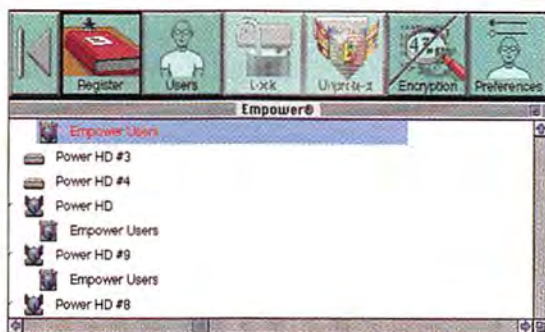 Register
Users
Lock
Unprotect
Encryption
Preferences
Empower®
Empower Users
Power HD #3
Power HD #4
Power HD
Empower Users
Power HD #9
Empower Users
Power HD #8